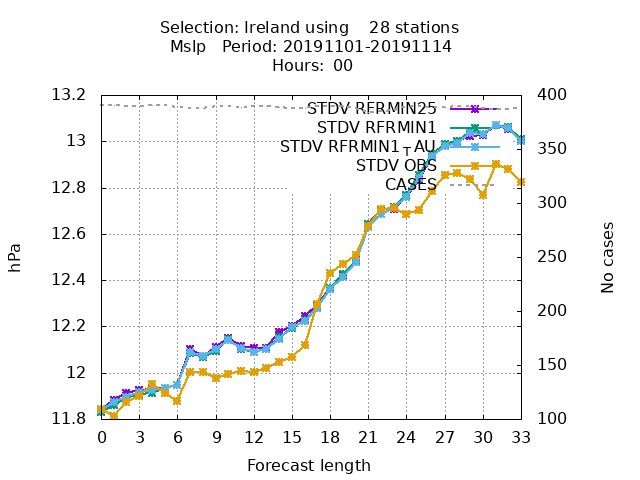 Selection: Ireland using    28 stations
Mslp   Period: 20191101-20191114
Hours:  00
13.2
13
12.8
12.6
12.4
12.2
12
11.8
hPa
400
350
300
250
200
150
100
No cases
STDV RFRMIN25
STDV RFRMIN1
STDV RFRMIN1_AU
STDV OBS
CASES
0 3 6 9 12 15 18 21 24 27 30 33
Forecast length